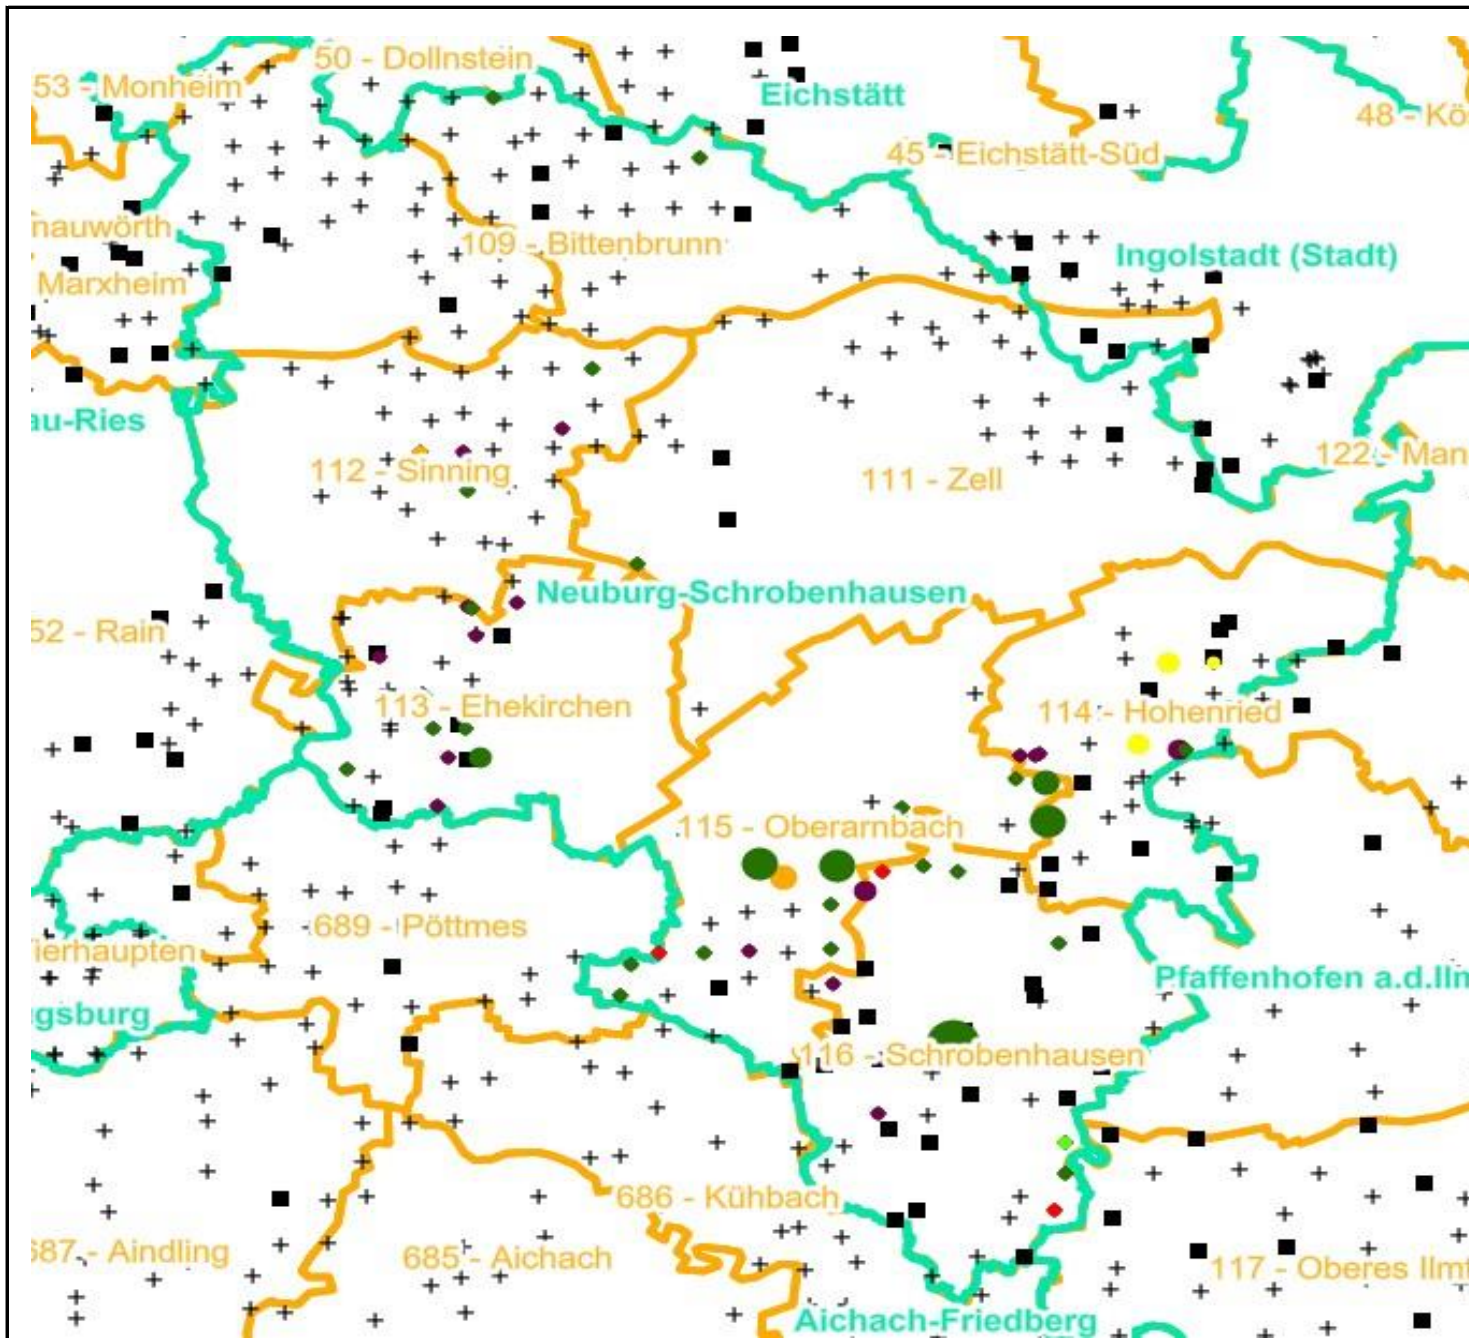 50 - Dollnstein
53 - Monheim
Eichstätt
48 - Kö
45 - Eichstätt-Süd
nauwörth
109 - Bittenbrunn
Ingolstadt (Stadt)
Marxheim
au-Ries
122 - Man
112 - Sinning
111 - Zell
Neuburg-Schrobenhausen
52 - Rain
113 - Ehekirchen
114 - Hohenried
115 - Oberarnbach
689 - Pöttmes
ierhaupten
Pfaffenhofen a.d.Ilm
gsburg
116 - Schrobenhausen
686 - Kühbach
687 - Aindling
685 - Aichach
117 - Oberes Ilmt
Aichach-Friedberg